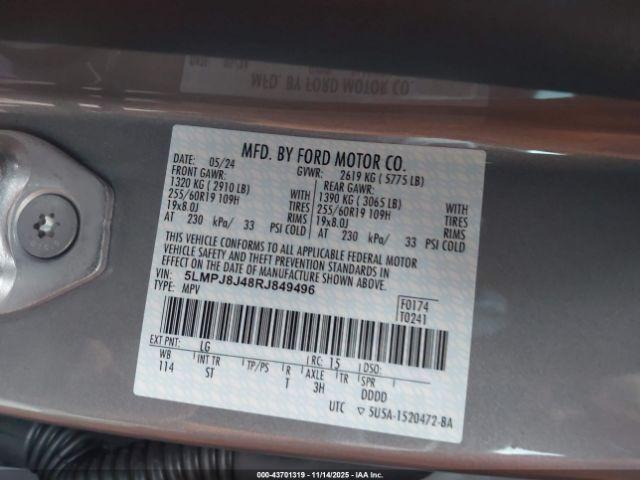 MFD. BY FORD MOTOR CO.
DATE: 05/24 GVWR: 2619 KG ( 5775 LB)
FRONT GAWR: REAR GAWR:
1320 KG ( 2910 LB) WITH 1390 KG ( 3065 LB) WITH
255/60R19 109H TIRES 255/60R19 109H TIRES
19x8.0J RIMS 19x8.0J RIMS
AT 230 kPa/ 33 PSI COLD AT 230 kPa/ 33 PSI COLD
THIS VEHICLE CONFORMS TO ALL APPLICABLE FEDERAL MOTOR
VEHICLE SAFETY AND THEFT PREVENTION STANDARDS IN
EFFECT ON THE DATE OF MANUFACTURE SHOWN ABOVE.
VIN: 5LMPJ8J48RJ849496
TYPE: MPV
F0174
T0241
EXT PNT: LG RC: 15 DSO:
WB INT TR TP/PS R AXLE TR SPR
114 ST T 3H DDDD
UTC 5U5A-1520472-BA
000-43701319 | 11/14/2025 | IAA, Inc.